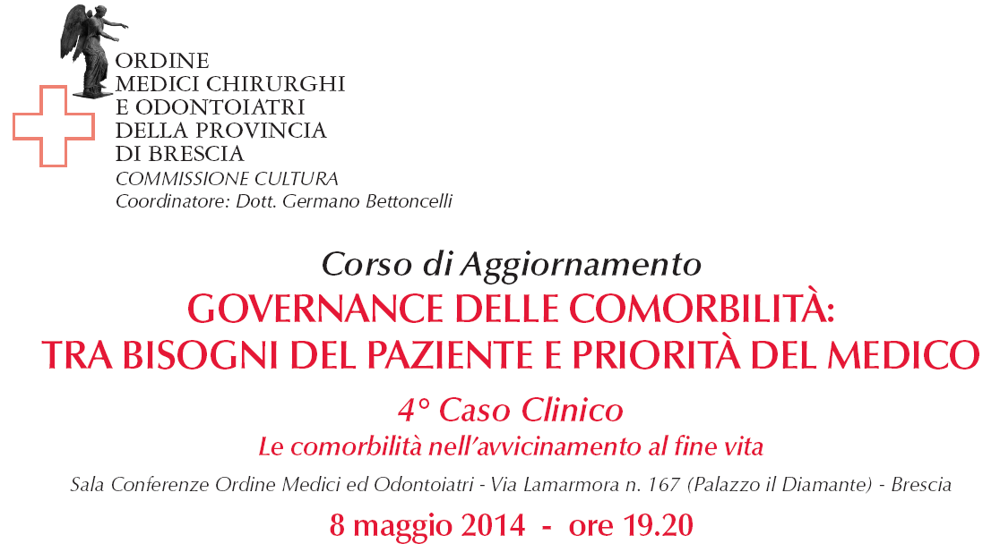 ORDINE
MEDICI CHIRURGHI
E ODONTOIATRI
DELLA PROVINCIA
DI BRESCIA
COMMISSIONE CULTURA
Coordinatore: Dott. Germano Bettoncelli
Corso di Aggiornamento
GOVERNANCE DELLE COMORBILITÀ:
TRA BISOGNI DEL PAZIENTE E PRIORITÀ DEL MEDICO
4° Caso Clinico
Le comorbilità nell’avvicinamento al fine vita
Sala Conferenze Ordine Medici ed Odontoiatri - Via Lamarmora n. 167 (Palazzo il Diamante) - Brescia
8 maggio 2014 - ore 19.20